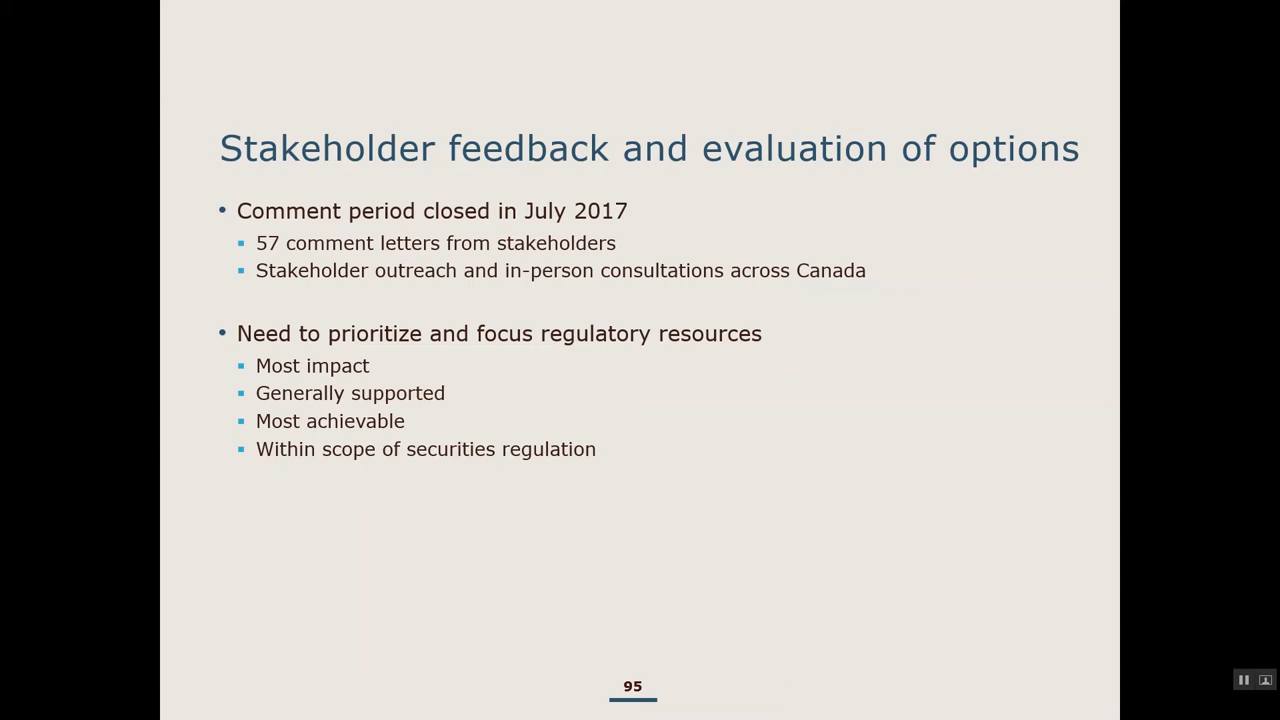 Stakeholder feedback and evaluation of options
• Comment period closed in July 2017
▪ 57 comment letters from stakeholders
▪ Stakeholder outreach and in-person consultations across Canada
• Need to prioritize and focus regulatory resources
▪ Most impact
▪ Generally supported
▪ Most achievable
▪ Within scope of securities regulation
95